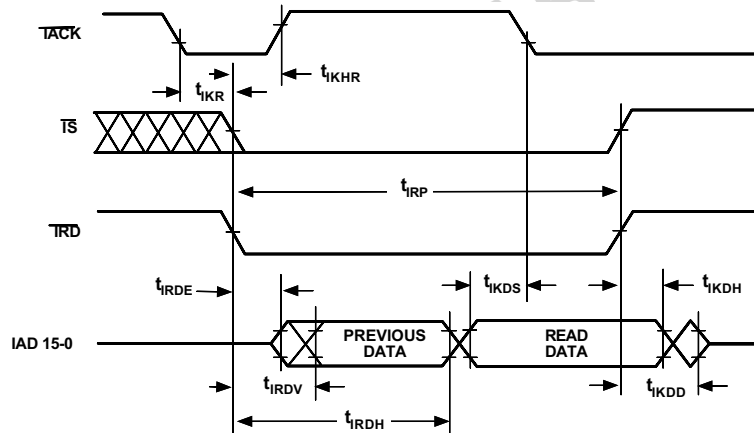 IACK
tIKHR
tIKR
IS
tIRP
IRD
tIRDE
tIKDS
tIKDH
IAD 15-0
PREVIOUS
DATA
READ
DATA
tIRDV
tIKDD
tIRDH